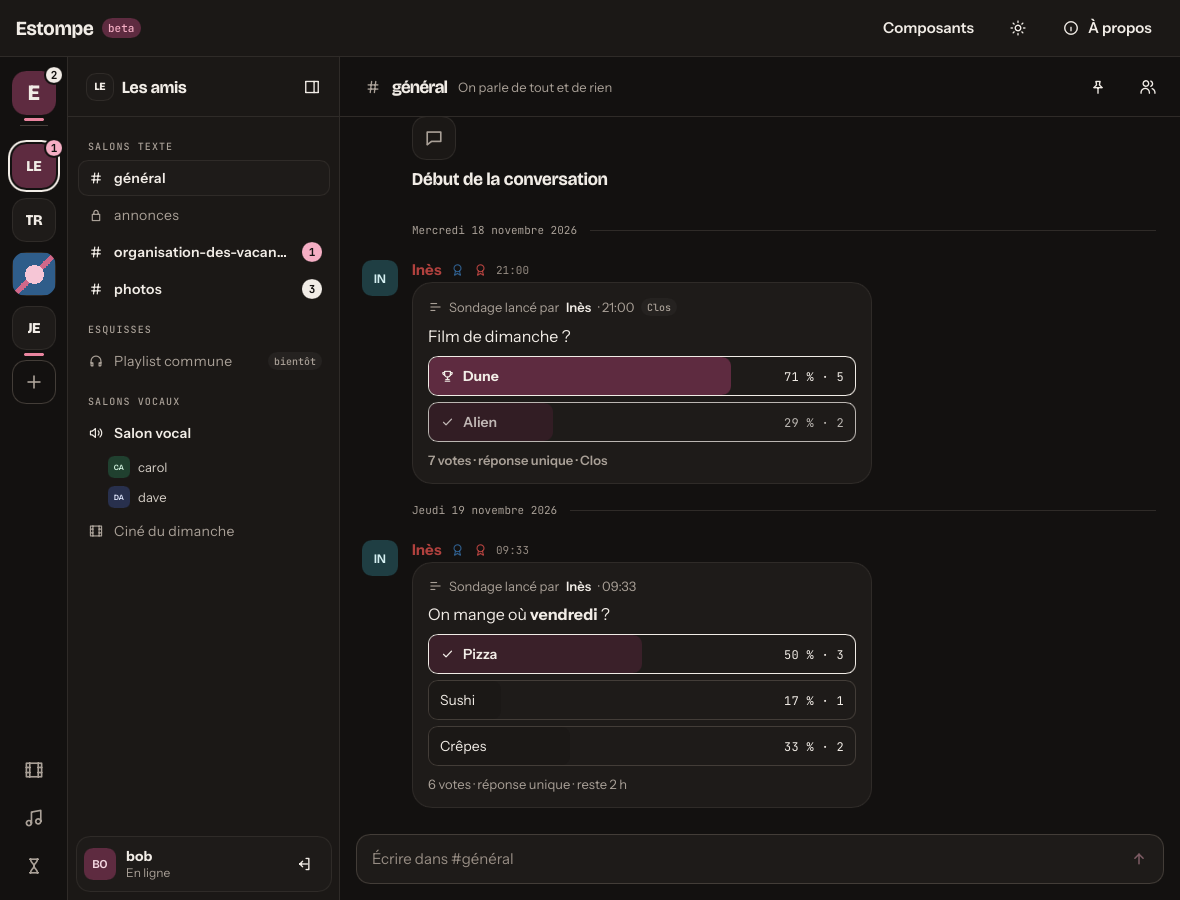 Estompe beta
Composants
À propos
E 2
LE 1
TR
JE
LE Les amis
# général On parle de tout et de rien
SALONS TEXTE
# général
annonces
# organisation-des-vacan... 1
# photos 3
ESQUISSES
Playlist commune bientôt
SALONS VOCAUX
Salon vocal
CA carol
DA dave
Ciné du dimanche
BO bob
En ligne
Début de la conversation
Mercredi 18 novembre 2026
IN Inès 21:00
Sondage lancé par Inès · 21:00 Clos
Film de dimanche ?
Dune 71 % · 5
Alien 29 % · 2
7 votes · réponse unique · Clos
Jeudi 19 novembre 2026
IN Inès 09:33
Sondage lancé par Inès · 09:33
On mange où vendredi ?
Pizza 50 % · 3
Sushi 17 % · 1
Crêpes 33 % · 2
6 votes · réponse unique · reste 2 h
Écrire dans #général